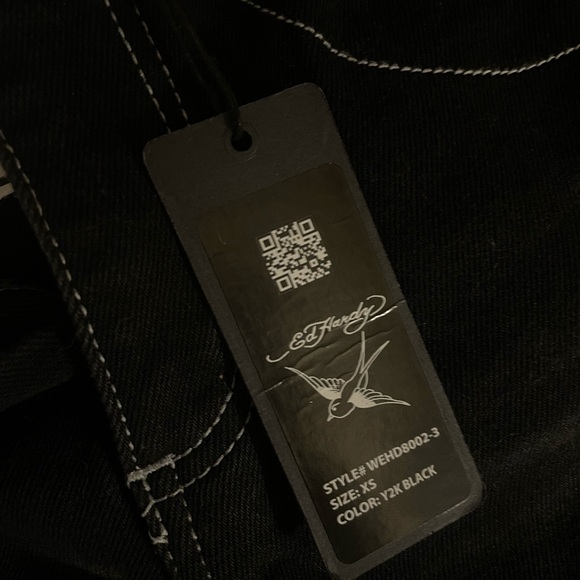 Ed Hardy
STYLE# WEHD8002-3
SIZE: XS
COLOR: Y2K BLACK